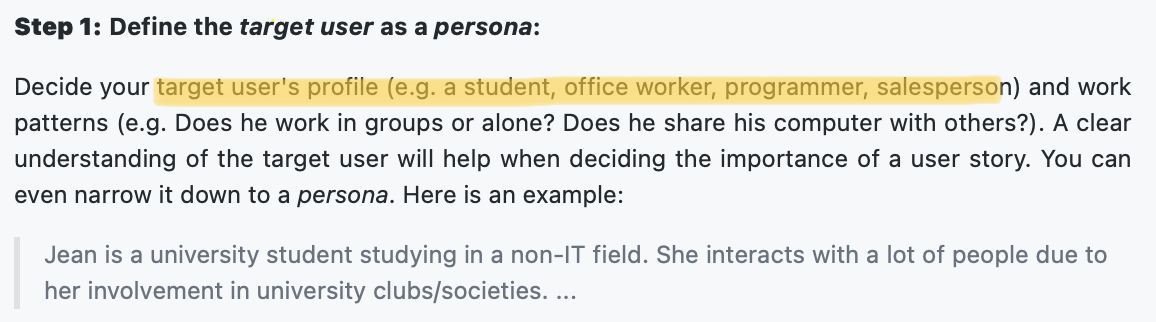 Step 1: Define the target user as a persona:
Decide your target user's profile (e.g. a student, office worker, programmer, salesperson) and work
patterns (e.g. Does he work in groups or alone? Does he share his computer with others?). A clear
understanding of the target user will help when deciding the importance of a user story. You can
even narrow it down to a persona. Here is an example:
Jean is a university student studying in a non-IT field. She interacts with a lot of people due to
her involvement in university clubs/societies. ...